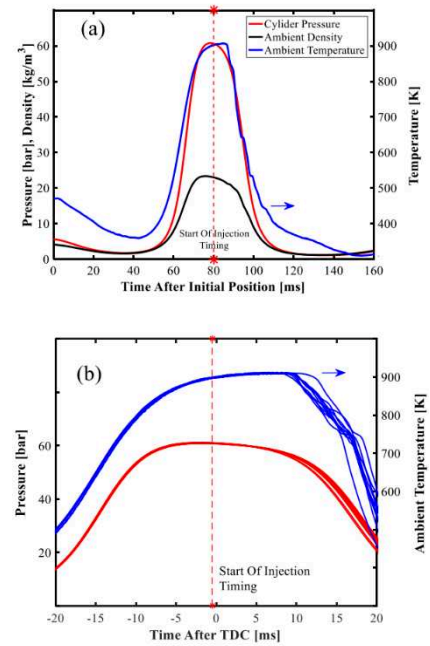 (a)
Cylider Pressure
Ambient Density
Ambient Temperature
Pressure [bar], Density [kg/m³]
60
50
40
30
20
10
0
900
800
700
600
500
400
Temperature [K]
Start Of Injection
Timing
0 20 40 60 80 100 120 140 160
Time After Initial Position [ms]
(b)
Pressure [bar]
60
40
20
900
800
700
600
Ambient Temperature [K]
Start Of Injection
Timing
-20 -15 -10 -5 0 5 10 15 20
Time After TDC [ms]